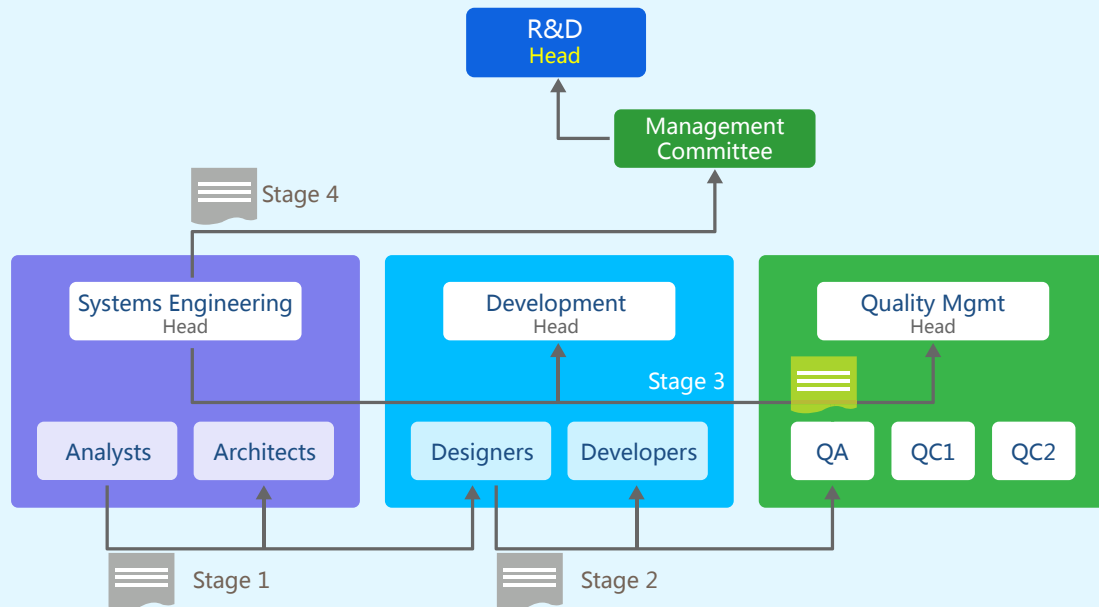 R&D
Head
Management
Committee
Stage 4
Systems Engineering
Head
Development
Head
Quality Mgmt
Head
Stage 3
Analysts
Architects
Designers
Developers
QA
QC1
QC2
Stage 1
Stage 2